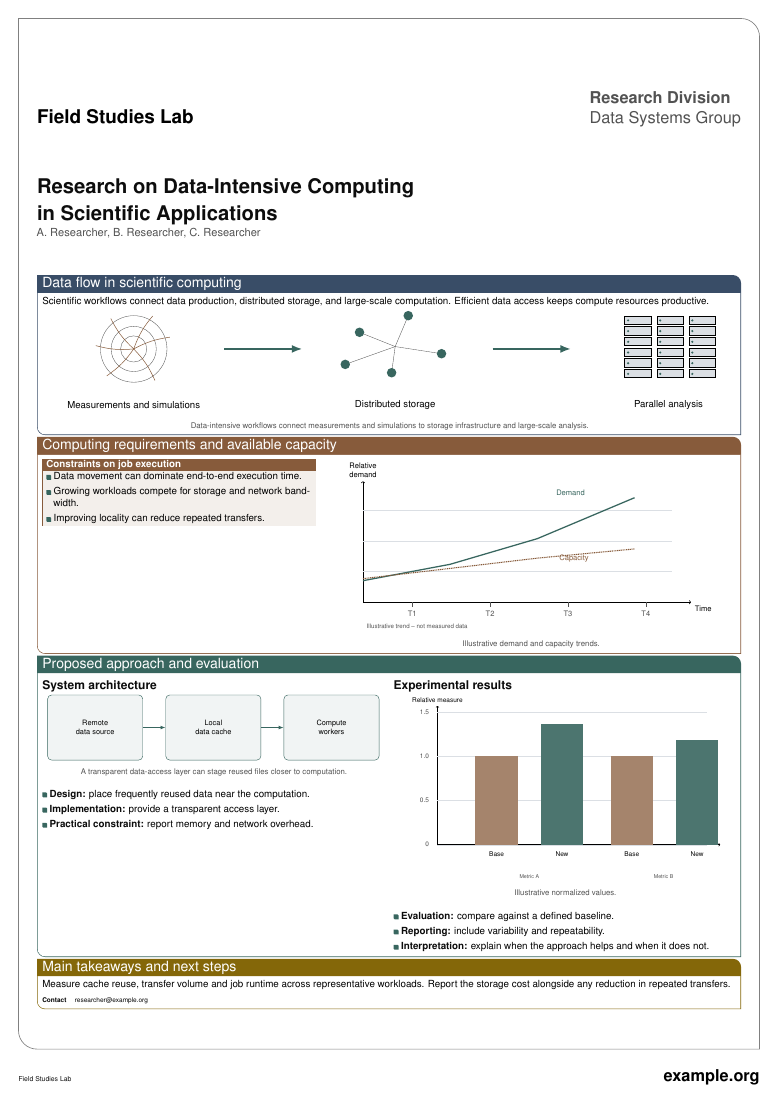 Research Division
Field Studies Lab
Data Systems Group
Research on Data-Intensive Computing
in Scientific Applications
A. Researcher, B. Researcher, C. Researcher
Data flow in scientific computing
Scientific workflows connect data production, distributed storage, and large-scale computation. Efficient data access keeps compute resources productive.
Measurements and simulations
Distributed storage
Parallel analysis
Data-intensive workflows connect measurements and simulations to storage infrastructure and large-scale analysis.
Computing requirements and available capacity
Constraints on job execution
Data movement can dominate end-to-end execution time.
Growing workloads compete for storage and network band-
width.
Improving locality can reduce repeated transfers.
Relative
demand
Demand
Capacity
Time
T1 T2 T3 T4
Illustrative trend – not measured data
Illustrative demand and capacity trends.
Proposed approach and evaluation
System architecture
Remote
data source
Local
data cache
Compute
workers
A transparent data-access layer can stage reused files closer to computation.
Design: place frequently reused data near the computation.
Implementation: provide a transparent access layer.
Practical constraint: report memory and network overhead.
Experimental results
Relative measure
1.5
1.0
0.5
0
Base New Base New
Metric A Metric B
Illustrative normalized values.
Evaluation: compare against a defined baseline.
Reporting: include variability and repeatability.
Interpretation: explain when the approach helps and when it does not.
Main takeaways and next steps
Measure cache reuse, transfer volume and job runtime across representative workloads. Report the storage cost alongside any reduction in repeated transfers.
Contact researcher@example.org
Field Studies Lab
example.org